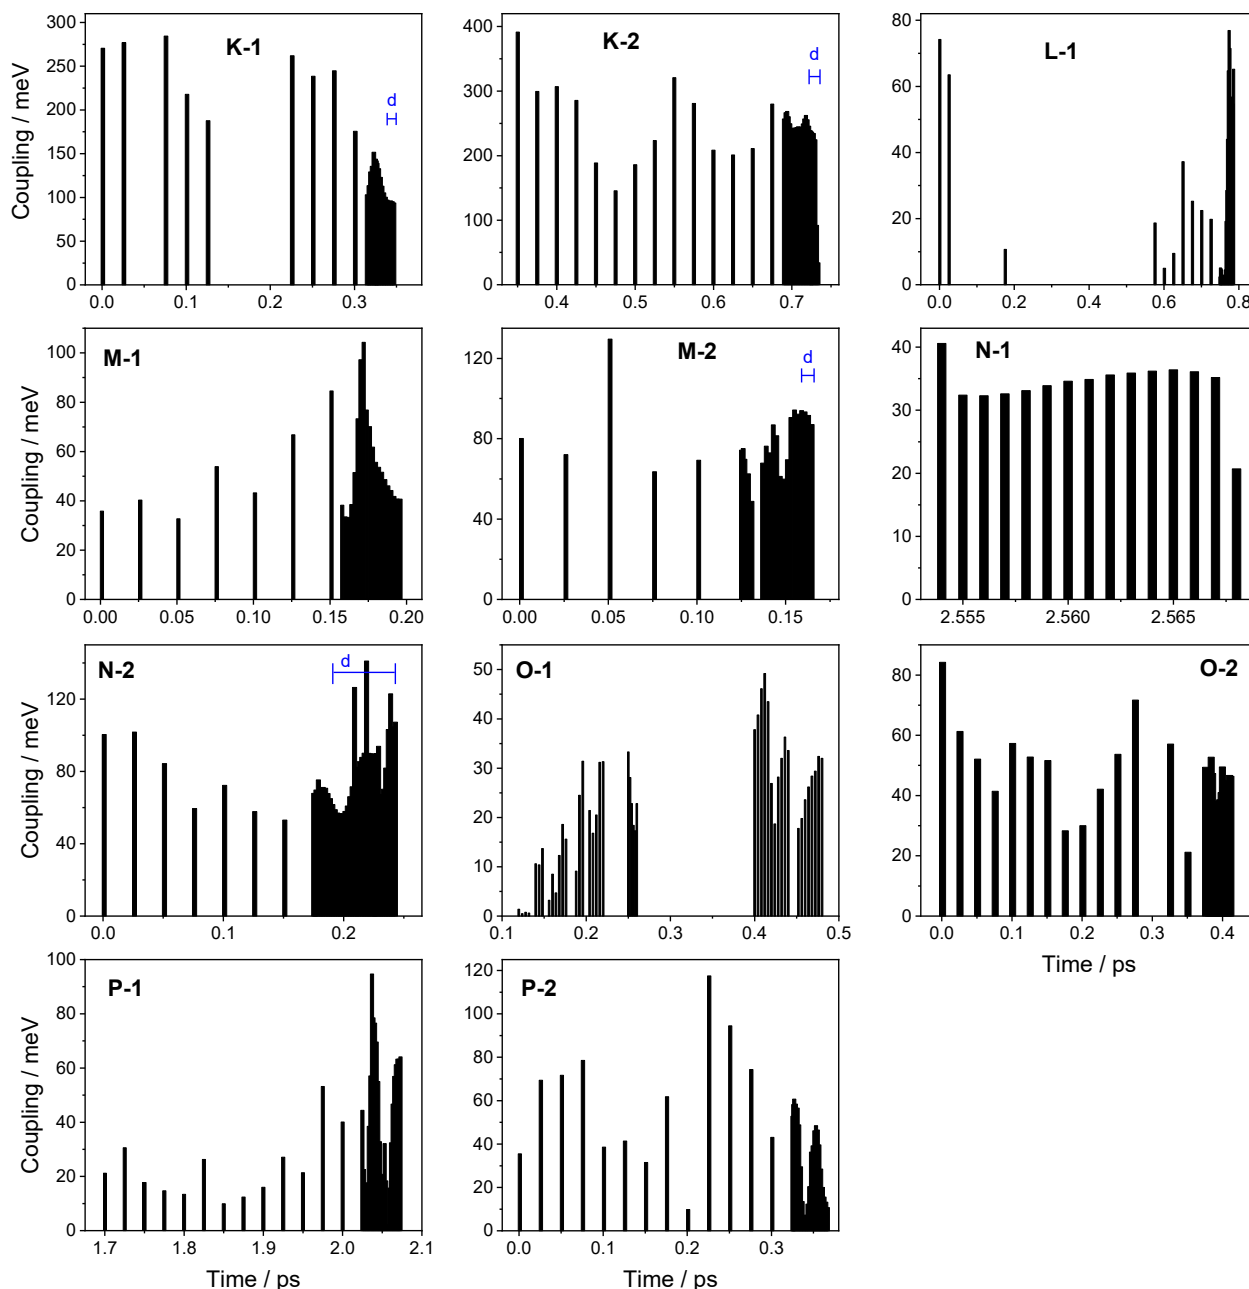 K-1
d
Coupling / meV
300
250
200
150
100
50
0
0.0 0.1 0.2 0.3
K-2
d
400
300
200
100
0
0.4 0.5 0.6 0.7
L-1
80
60
40
20
0
0.0 0.2 0.4 0.6 0.8
M-1
Coupling / meV
100
80
60
40
20
0
0.00 0.05 0.10 0.15 0.20
M-2
d
120
80
40
0
0.00 0.05 0.10 0.15
N-1
40
30
20
10
0
2.555 2.560 2.565
N-2
d
Coupling / meV
120
80
40
0
0.0 0.1 0.2
O-1
50
40
30
20
10
0
0.1 0.2 0.3 0.4 0.5
O-2
80
60
40
20
0
0.0 0.1 0.2 0.3 0.4
Time / ps
P-1
Coupling / meV
100
80
60
40
20
0
1.7 1.8 1.9 2.0 2.1
Time / ps
P-2
120
100
80
60
40
20
0
0.0 0.1 0.2 0.3
Time / ps